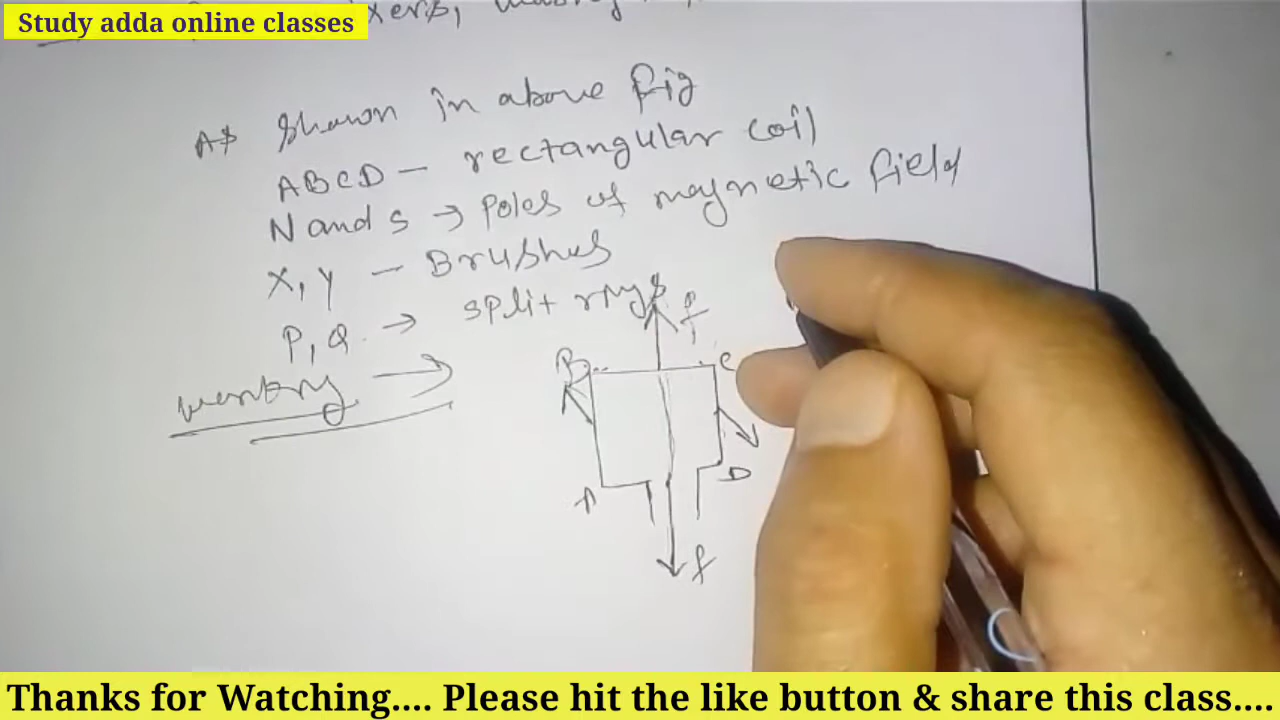 Study adda online classes
As shown in above fig
ABCD - rectangular coil
N and S → Poles of magnetic field
X, Y - Brushes
P, Q → split rings
→
F
B C
A D
f
Thanks for Watching.... Please hit the like button & share this class....